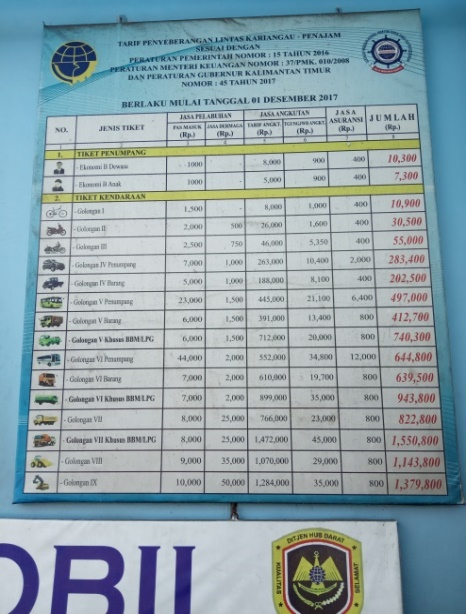 TARIF PENYEBERANGAN LINTAS KARIANGAU - PENAJAM
SESUAI DENGAN
PERATURAN PEMERINTAH NOMOR : 15 TAHUN 2016
PERATURAN MENTERI KEUANGAN NOMOR : 37/PMK. 010/2008
DAN PERATURAN GUBERNUR KALIMANTAN TIMUR
NOMOR : 45 TAHUN 2017
BERLAKU MULAI TANGGAL 01 DESEMBER 2017
NO. JENIS TIKET JASA PELABUHAN JASA ANGKUTAN JASA ASURANSI (Rp.) JUMLAH (Rp.)
PAS MASUK (Rp.) JASA DERMAGA (Rp.) TARIF ANGKT. (Rp.) (Rp.)
1. TIKET PENUMPANG
- Ekonomi B Dewasa 1000 - 8,000 900 400 10,300
- Ekonomi B Anak 1000 - 5,000 900 400 7,300
2. TIKET KENDARAAN
- Golongan I 1,500 - 8,000 1,000 400 10,900
- Golongan II 2,000 500 26,000 1,600 400 30,500
- Golongan III 2,500 750 46,000 5,350 400 55,000
- Golongan IV Penumpang 7,000 1,000 263,000 10,400 2,000 283,400
- Golongan IV Barang 5,000 1,000 188,000 8,100 400 202,500
- Golongan V Penumpang 23,000 1,500 445,000 21,100 6,400 497,000
- Golongan V Barang 6,000 1,500 391,000 13,400 800 412,700
- Golongan V Khusus BBM/LPG 6,000 1,500 712,000 20,000 800 740,300
- Golongan VI Penumpang 44,000 2,000 552,000 34,800 12,000 644,800
- Golongan VI Barang 7,000 2,000 610,000 19,700 800 639,500
- Golongan VI Khusus BBM/LPG 7,000 2,000 899,000 35,000 800 943,800
- Golongan VII 8,000 25,000 766,000 23,000 800 822,800
- Golongan VII Khusus BBM/LPG 8,000 25,000 1,472,000 45,000 800 1,550,800
- Golongan VIII 9,000 35,000 1,070,000 29,000 800 1,143,800
- Golongan IX 10,000 50,000 1,284,000 35,000 800 1,379,800
OBIL
DITJEN HUB DARAT
KUALITAS
SELAMAT